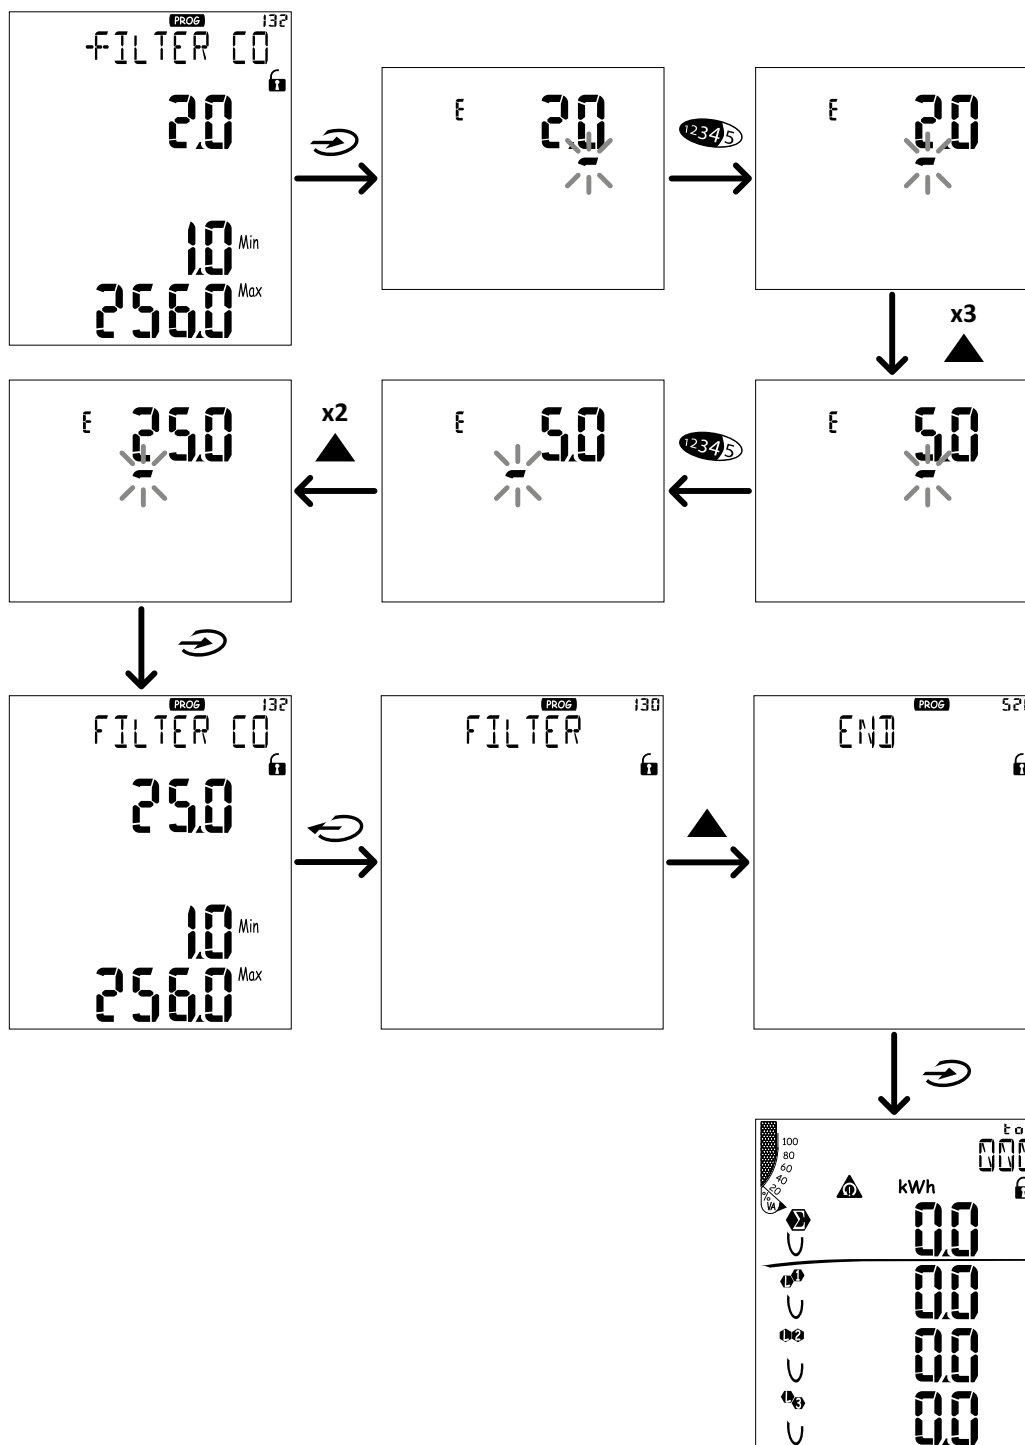 PROG 132
FILTER CO
2.0
1.0 Min
256.0 Max
E 2.0
12345
E 2.0
x3
E 5.0
12345
E 5.0
x2
E 25.0
PROG 132
FILTER CO
25.0
1.0 Min
256.0 Max
PROG 130
FILTER
PROG
END
100
80
60
40
20
%
VA
kWh
Σ
0.0
L1
0.0
L2
0.0
L3
0.0